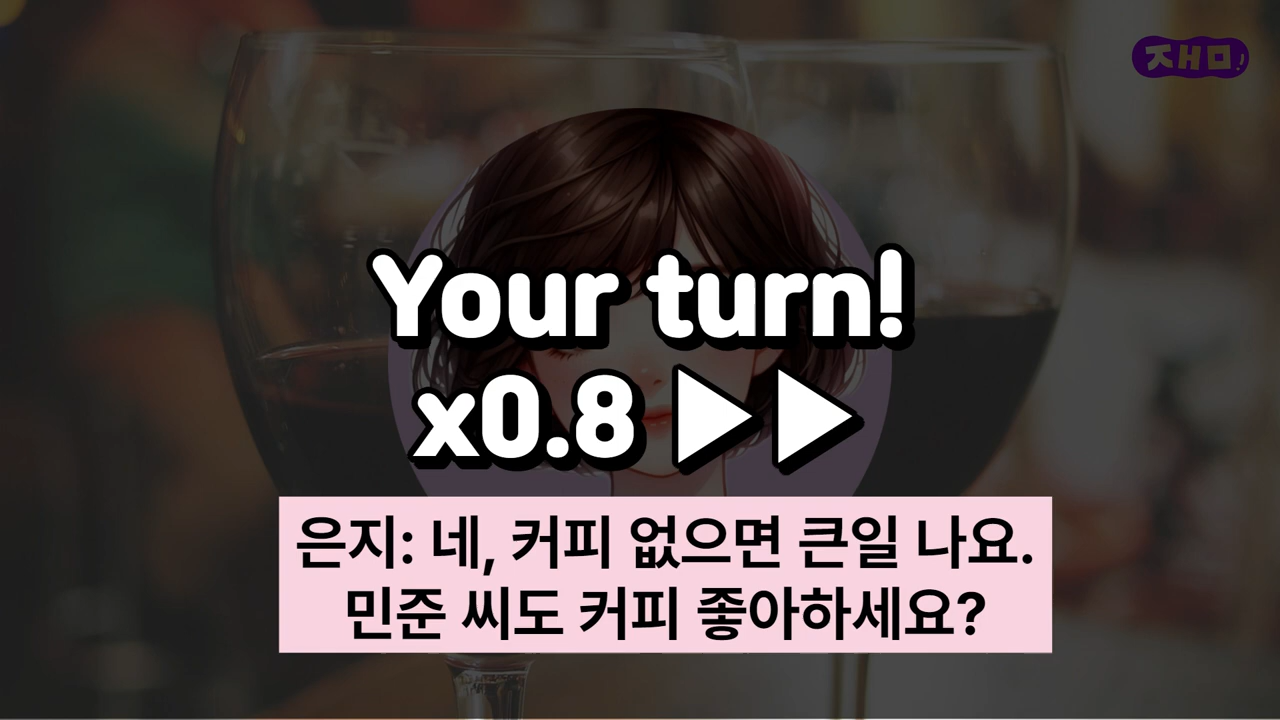 재미!
Your turn!
x0.8 ▶▶
은지: 네, 커피 없으면 큰일 나요.
민준 씨도 커피 좋아하세요?